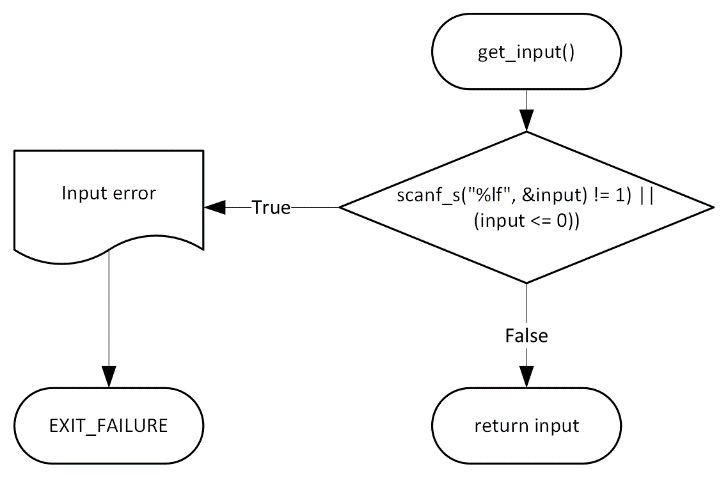 get_input()
scanf_s("%lf", &input) != 1) ||
(input <= 0))
True
Input error
False
EXIT_FAILURE
return input